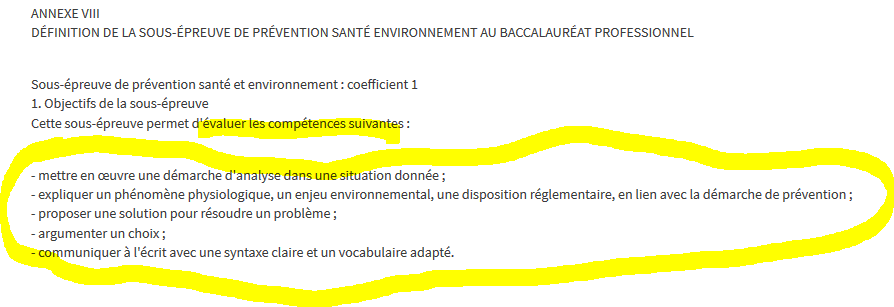 ANNEXE VIII
DÉFINITION DE LA SOUS-ÉPREUVE DE PRÉVENTION SANTÉ ENVIRONNEMENT AU BACCALAURÉAT PROFESSIONNEL
Sous-épreuve de prévention santé et environnement : coefficient 1
1. Objectifs de la sous-épreuve
Cette sous-épreuve permet d'évaluer les compétences suivantes :
- mettre en œuvre une démarche d'analyse dans une situation donnée ;
- expliquer un phénomène physiologique, un enjeu environnemental, une disposition réglementaire, en lien avec la démarche de prévention ;
- proposer une solution pour résoudre un problème ;
- argumenter un choix ;
- communiquer à l'écrit avec une syntaxe claire et un vocabulaire adapté.